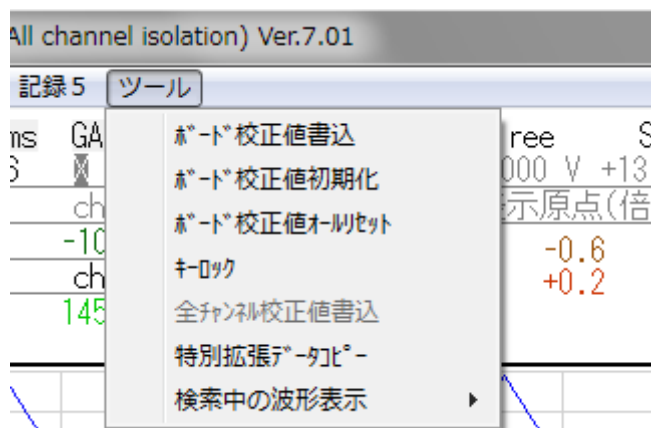 All channel isolation) Ver.7.01
記録5 ツール
ms GA
ree S
000 V +13
ch
示原点(倍
-10
-0.6
ch
+0.2
145
ﾎﾞｰﾄﾞ校正値書込
ﾎﾞｰﾄﾞ校正値初期化
ﾎﾞｰﾄﾞ校正値ｵｰﾙﾘｾｯﾄ
ｷｰﾛｯｸ
全ﾁｬﾝﾈﾙ校正値書込
特別拡張ﾃﾞｰﾀｺﾋﾟｰ
検索中の波形表示